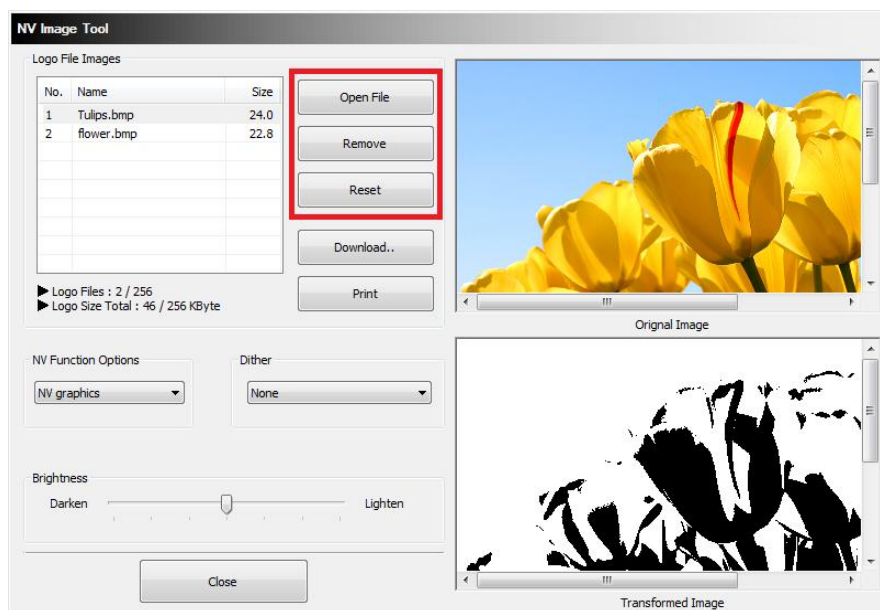 NV Image Tool
Logo File Images
No. Name Size
1 Tulips.bmp 24.0
2 flower.bmp 22.8
Open File
Remove
Reset
Download..
Print
Logo Files : 2 / 256
Logo Size Total : 46 / 256 KByte
Orignal Image
NV Function Options
NV graphics
Dither
None
Brightness
Darken Lighten
Close
Transformed Image